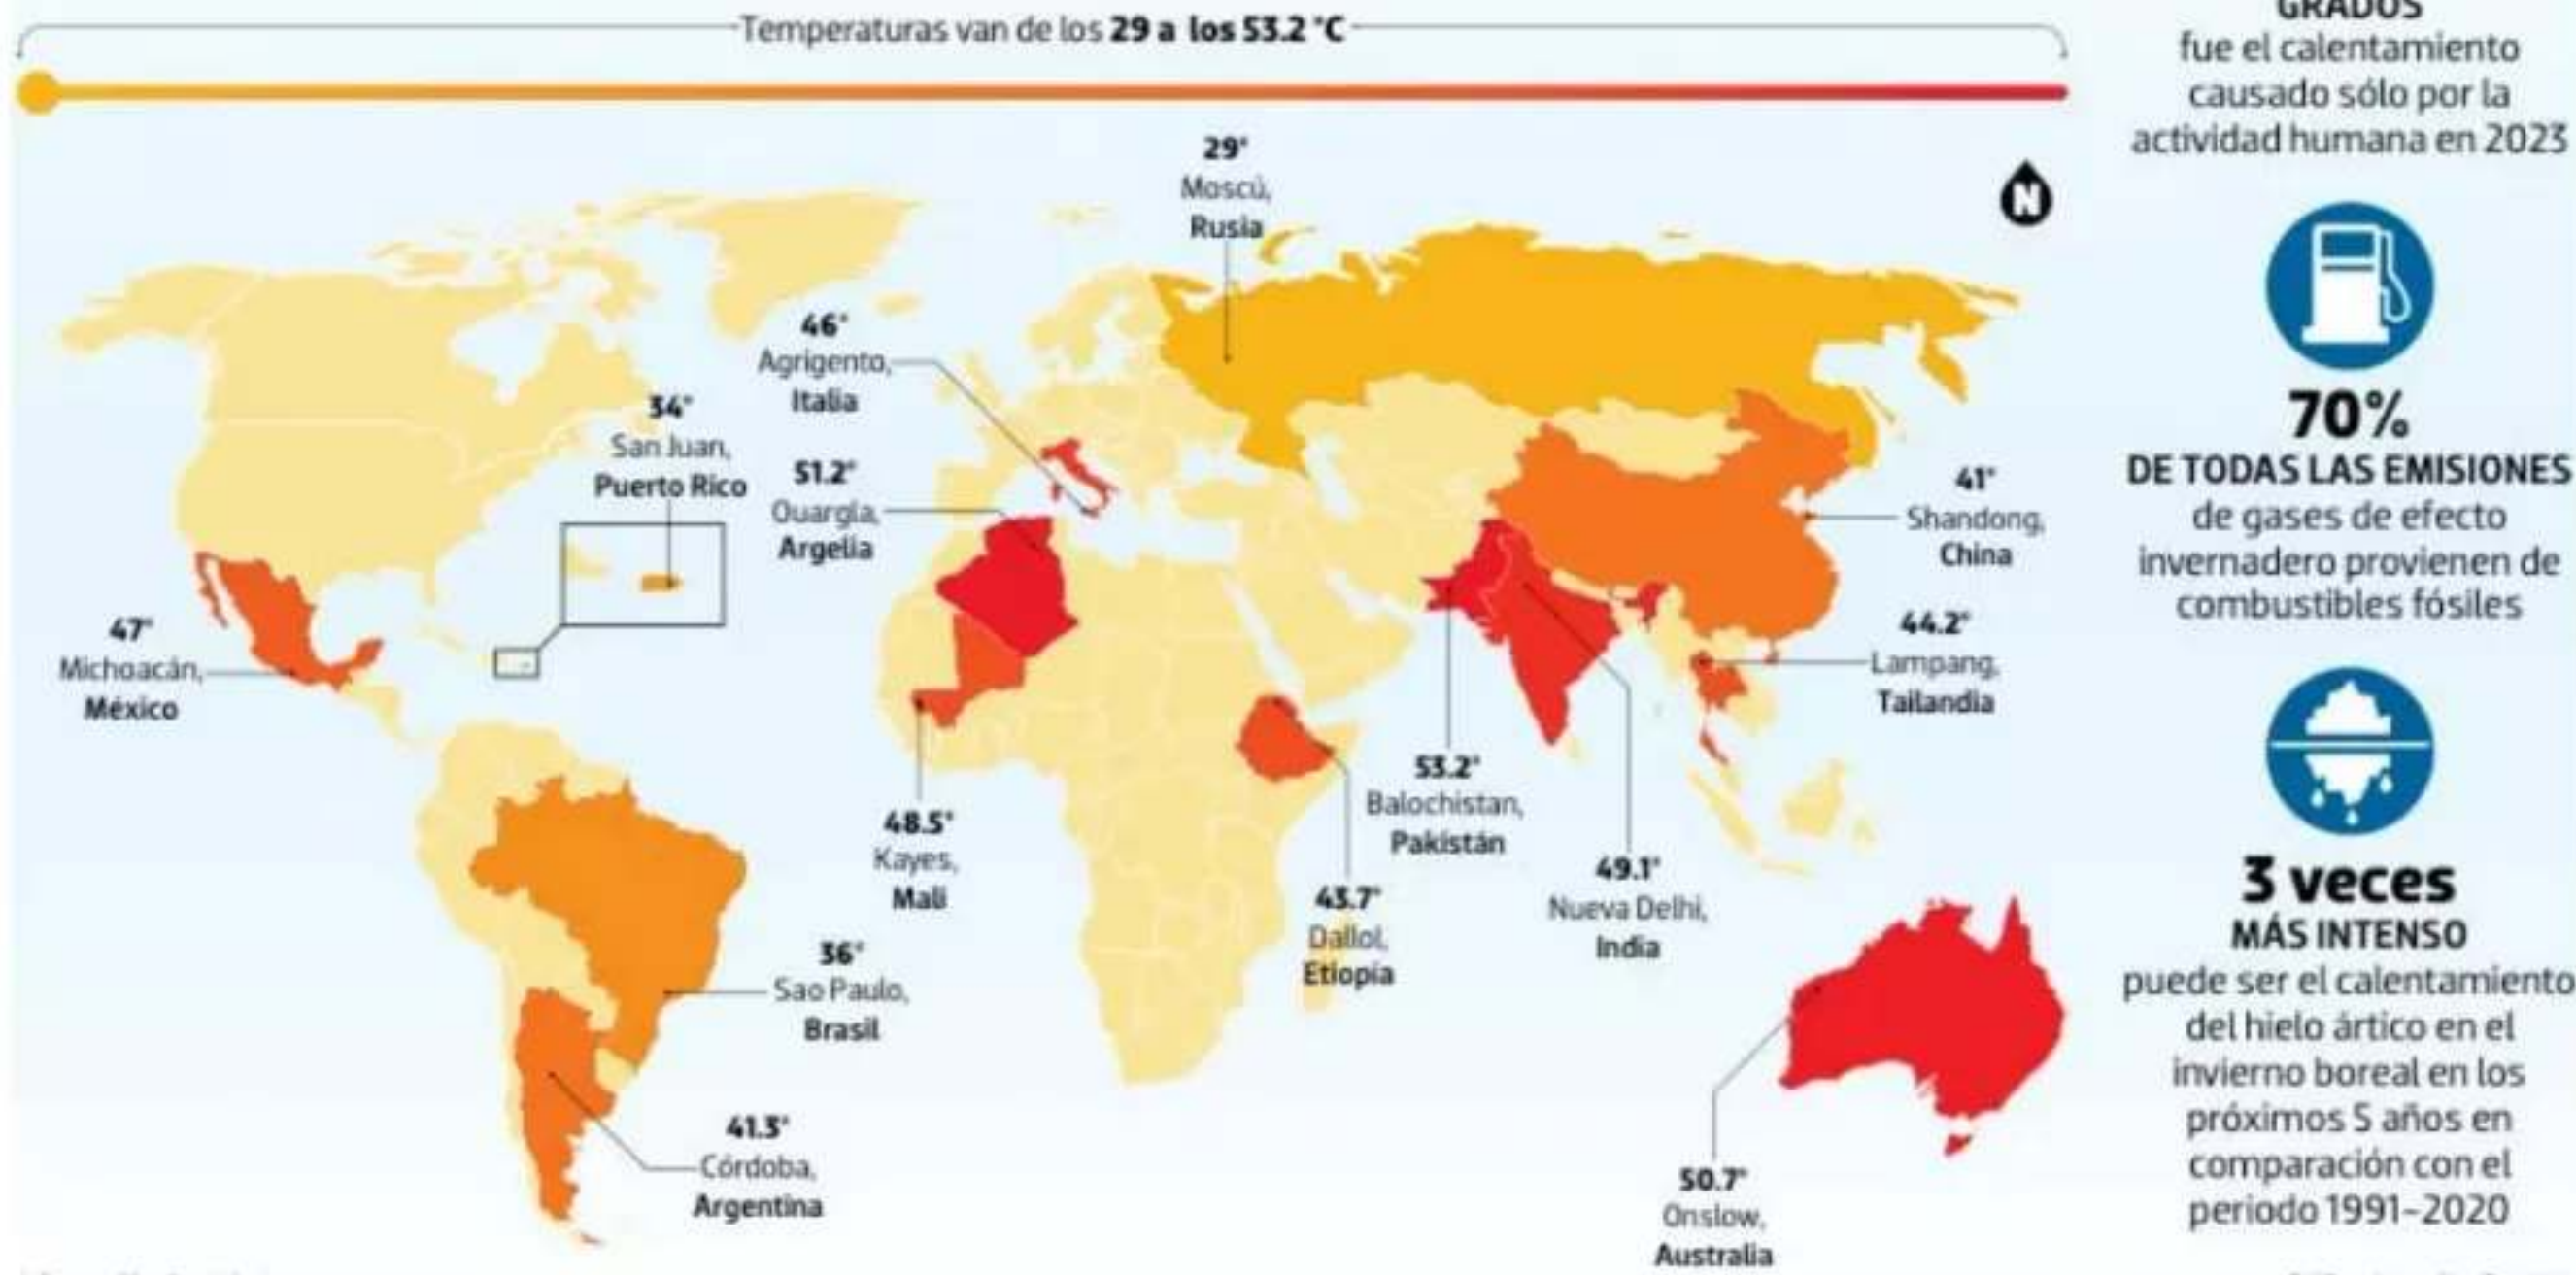 Temperaturas van de los 29 a los 53.2 °C
29°
Moscú,
Rusia
N
46°
Agrigento,
Italia
34°
San Juan,
Puerto Rico
51.2°
Ouargla,
Argelia
41°
Shandong,
China
47°
Michoacán,
México
44.2°
Lampang,
Tailandia
48.5°
Kayes,
Mali
53.2°
Balochistan,
Pakistán
49.1°
Nueva Delhi,
India
43.7°
Dallol,
Etiopía
36°
Sao Paulo,
Brasil
41.3°
Córdoba,
Argentina
50.7°
Onslow,
Australia
GRADOS
fue el calentamiento
causado sólo por la
actividad humana en 2023
70%
DE TODAS LAS EMISIONES
de gases de efecto
invernadero provienen de
combustibles fósiles
3 veces
MÁS INTENSO
puede ser el calentamiento
del hielo ártico en el
invierno boreal en los
próximos 5 años en
comparación con el
periodo 1991-2020